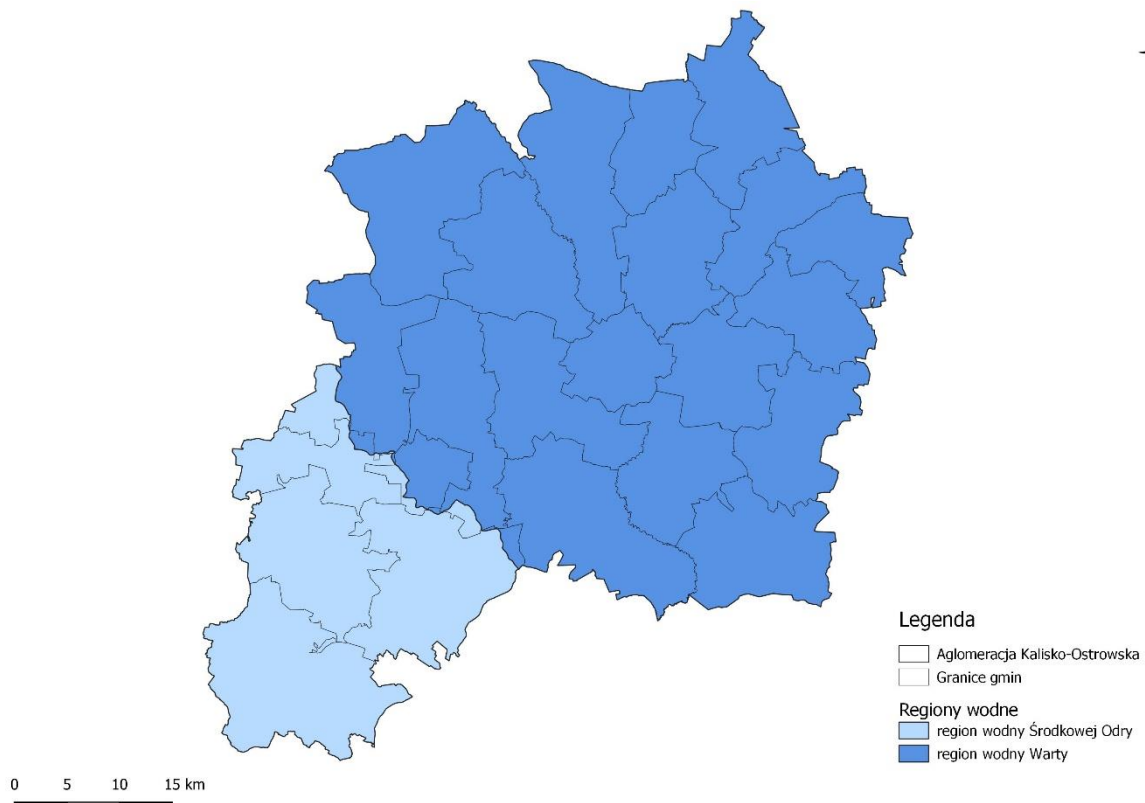 Legenda
Aglomeracja Kalisko-Ostrowska
Granice gmin
Regiony wodne
region wodny Środkowej Odry
region wodny Warty
0 5 10 15 km